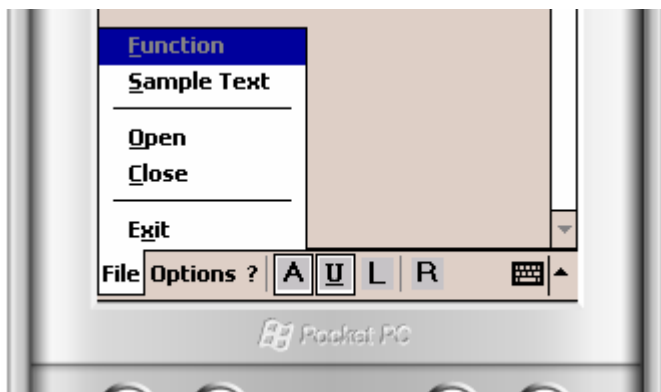 Function
Sample Text
Open
Close
Exit
File Options ? A U L R
Pocket PC